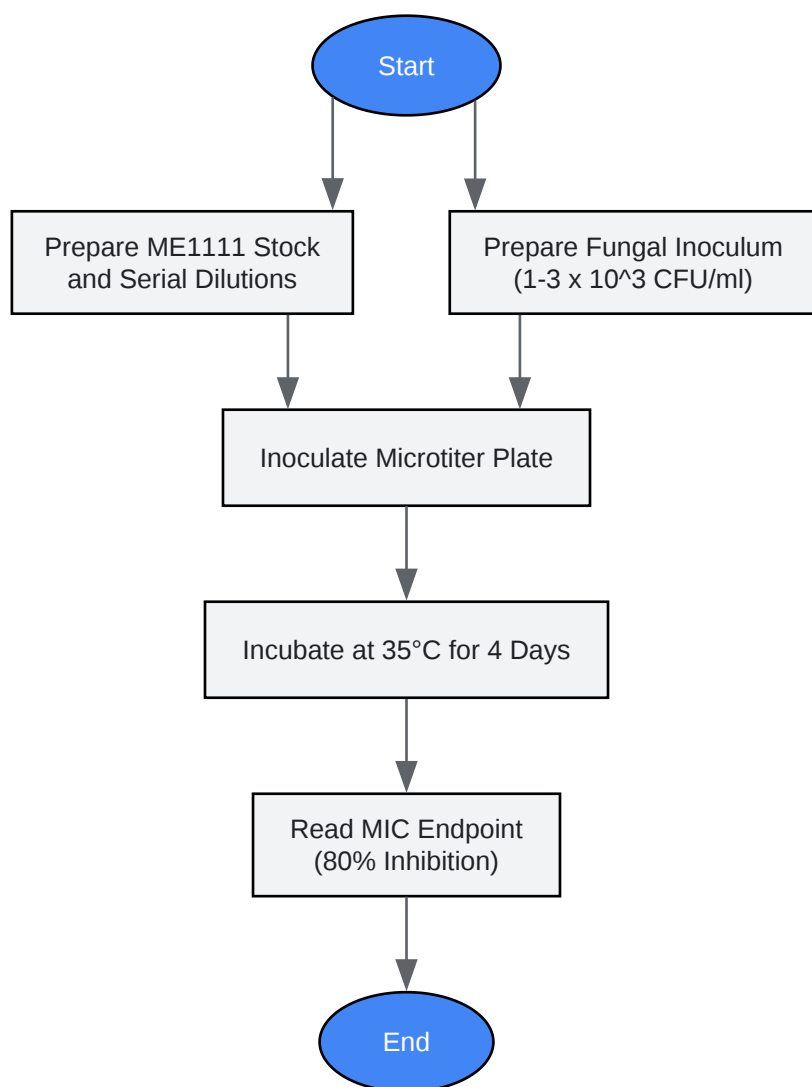 Start
Prepare ME1111 Stock
and Serial Dilutions
Prepare Fungal Inoculum
(1-3 x 10^3 CFU/ml)
Inoculate Microtiter Plate
Incubate at 35°C for 4 Days
Read MIC Endpoint
(80% Inhibition)
End